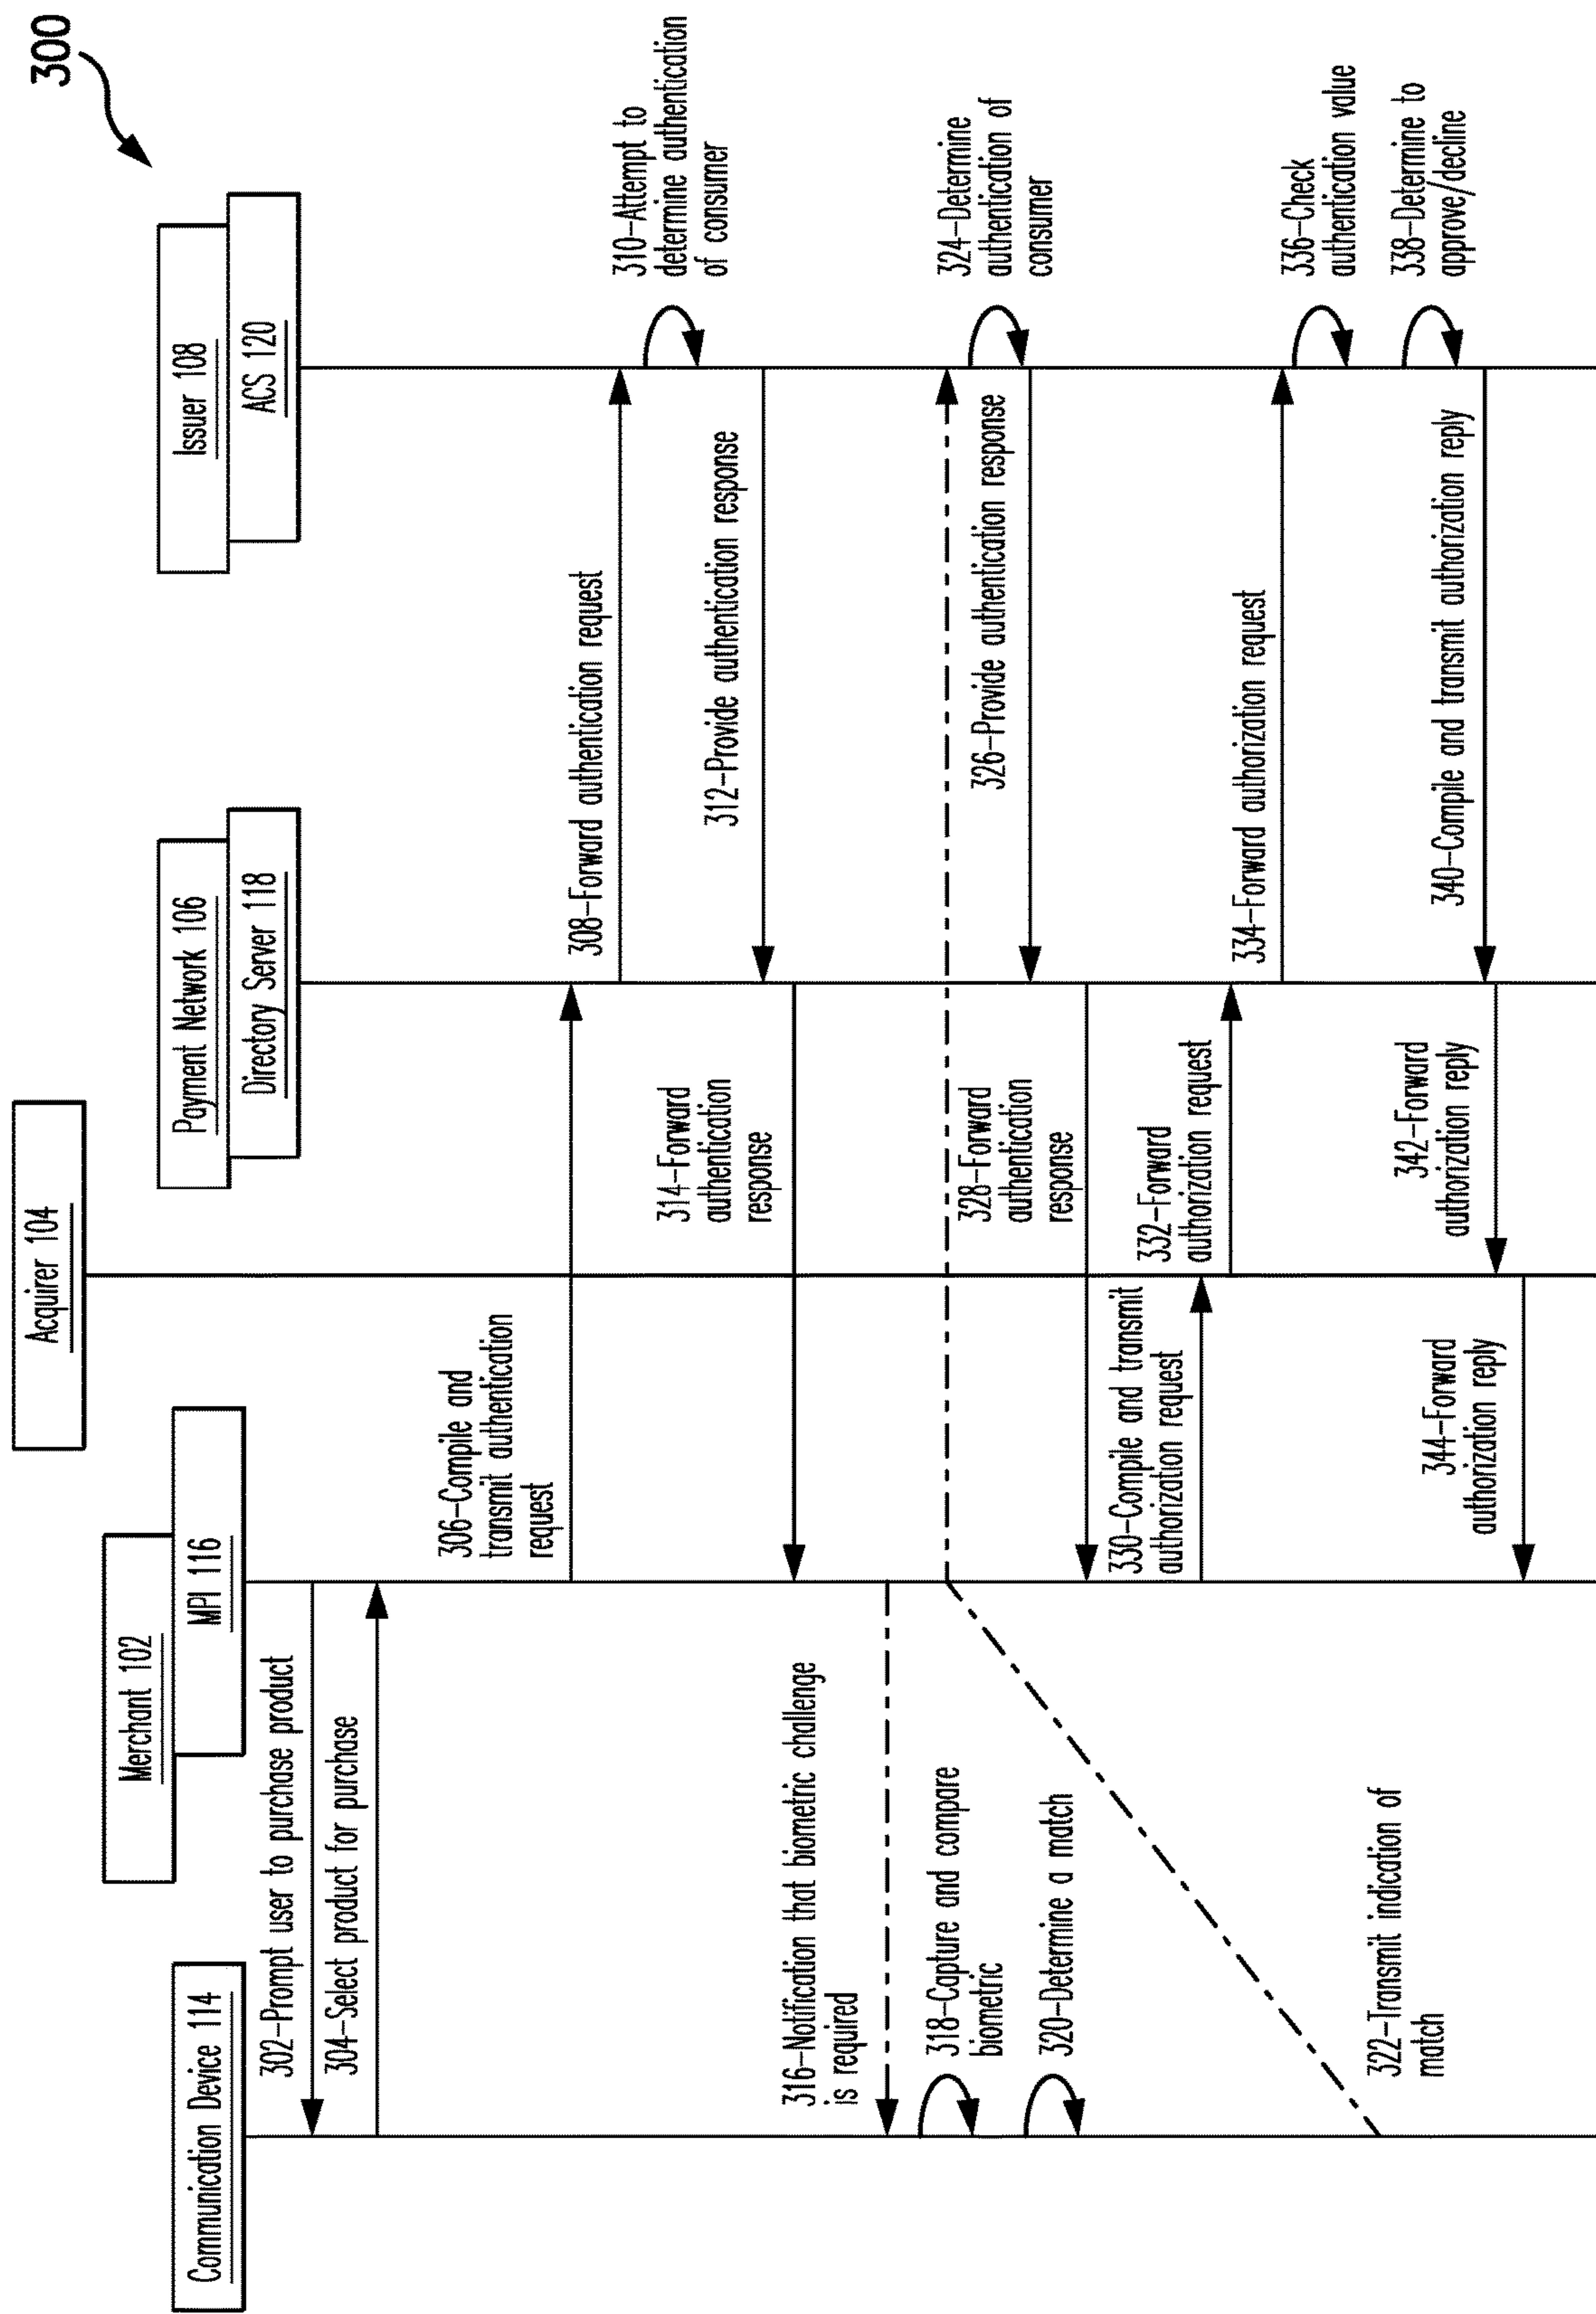 300
Acquirer 104
Merchant 102
MPI 116
Communication Device 114
Payment Network 106
Directory Server 118
Issuer 108
ACS 120
302–Prompt user to purchase product
304–Select product for purchase
306–Compile and
transmit authentication
request
308–Forward authentication request
310–Attempt to
determine authentication
of consumer
312–Provide authentication response
314–Forward
authentication
response
316–Notification that biometric challenge
is required
318–Capture and compare
biometric
320–Determine a match
322–Transmit indication of
match
324–Determine
authentication of
consumer
326–Provide authentication response
328–Forward
authentication
response
330–Compile and transmit
authorization request
332–Forward
authorization request
334–Forward authorization request
336–Check
authentication value
338–Determine to
approve/decline
340–Compile and transmit authorization reply
342–Forward
authorization reply
344–Forward
authorization reply